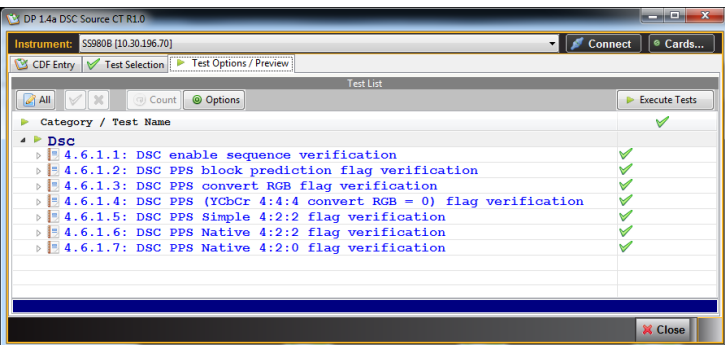 DP 1.4a DSC Source CT R1.0
Instrument: SS980B [10.30.196.70] Connect Cards...
CDF Entry Test Selection Test Options / Preview
Test List
All Count Options Execute Tests
Category / Test Name
Dsc
4.6.1.1: DSC enable sequence verification
4.6.1.2: DSC PPS block prediction flag verification
4.6.1.3: DSC PPS convert RGB flag verification
4.6.1.4: DSC PPS (YCbCr 4:4:4 convert RGB = 0) flag verification
4.6.1.5: DSC PPS Simple 4:2:2 flag verification
4.6.1.6: DSC PPS Native 4:2:2 flag verification
4.6.1.7: DSC PPS Native 4:2:0 flag verification
Close